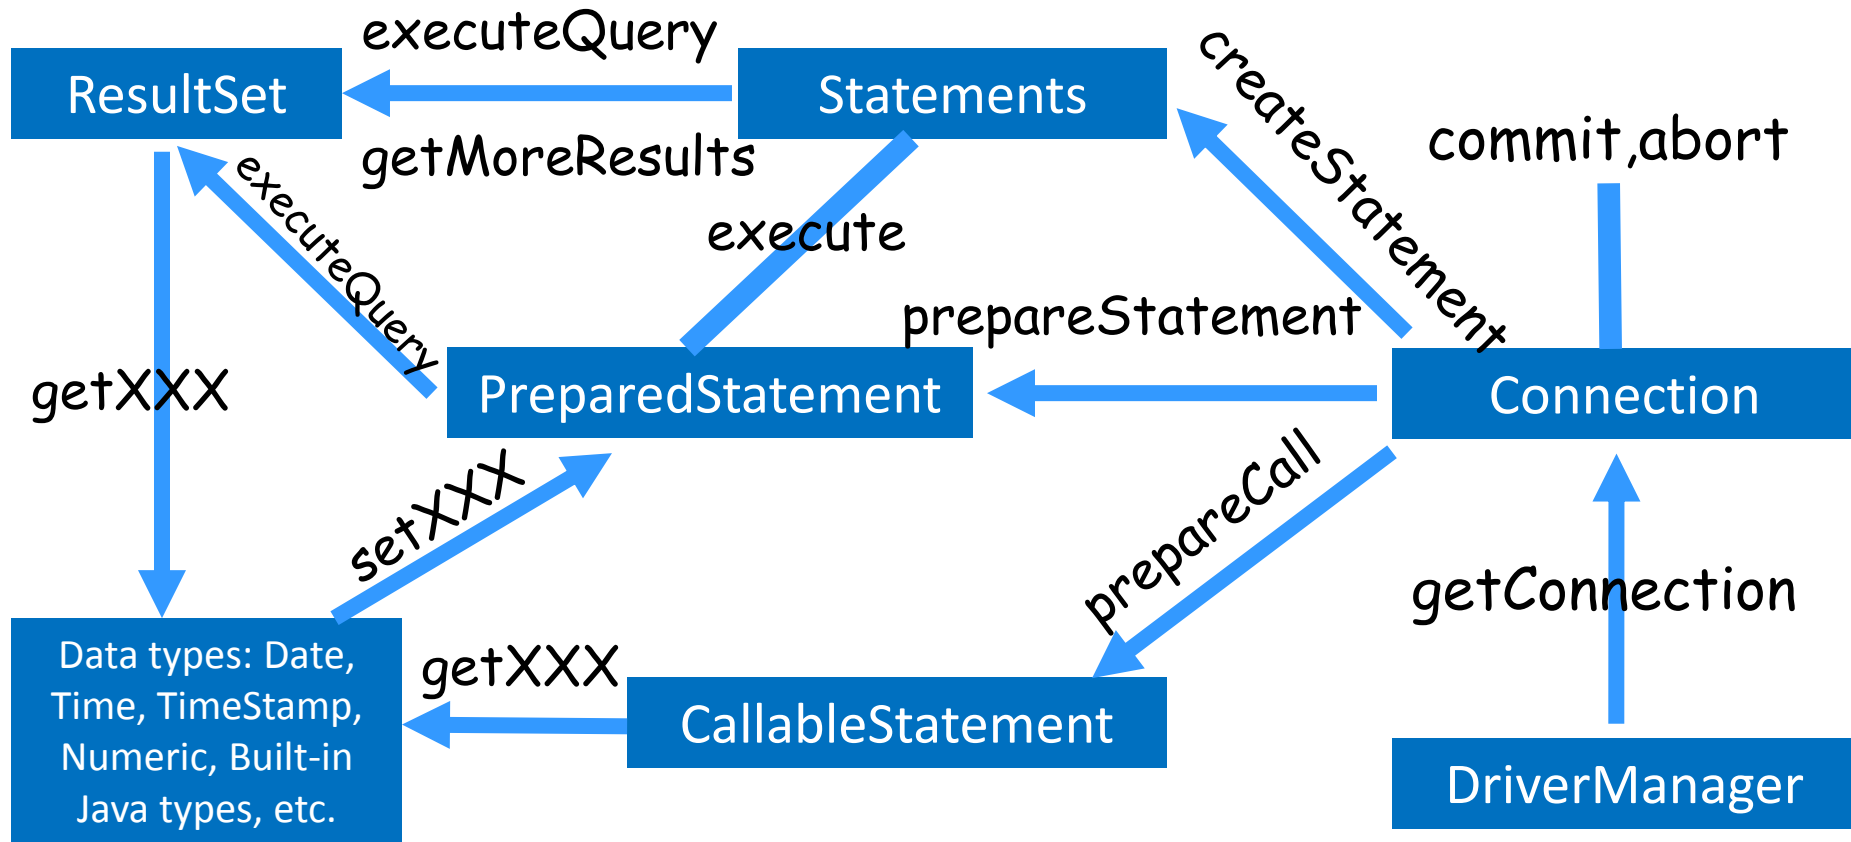 executeQuery
ResultSet
Statements
createStatement
commit,abort
getMoreResults
executeQuery
execute
prepareStatement
getXXX
PreparedStatement
Connection
setXXX
prepareCall
getConnection
Data types: Date,
Time, TimeStamp,
Numeric, Built-in
Java types, etc.
getXXX
CallableStatement
DriverManager